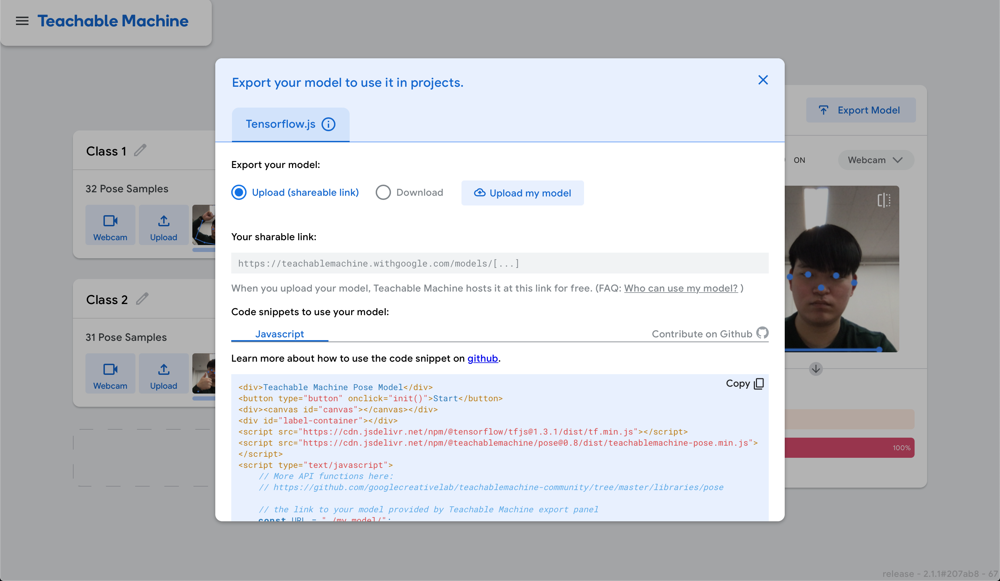 Teachable Machine
Export your model to use it in projects.
Tensorflow.js
Export Model
Class 1
Export your model:
ON
Webcam
32 Pose Samples
Upload (shareable link)
Download
Upload my model
Webcam
Upload
Your sharable link:
https://teachablemachine.withgoogle.com/models/[...]
When you upload your model, Teachable Machine hosts it at this link for free. (FAQ: Who can use my model? )
Class 2
Code snippets to use your model:
31 Pose Samples
Javascript
Contribute on Github
Learn more about how to use the code snippet on github.
Webcam
Upload
Copy
<div>Teachable Machine Pose Model</div>
<button type="button" onclick="init()">Start</button>
<div><canvas id="canvas"></canvas></div>
<div id="label-container"></div>
<script src="https://cdn.jsdelivr.net/npm/@tensorflow/tfjs@1.3.1/dist/tf.min.js"></script>
<script src="https://cdn.jsdelivr.net/npm/@teachablemachine/pose@0.8/dist/teachablemachine-pose.min.js">
</script>
<script type="text/javascript">
// More API functions here:
// https://github.com/googlecreativelab/teachablemachine-community/tree/master/libraries/pose
// the link to your model provided by Teachable Machine export panel
const URL = "./my_model/";
100%
release - 2.1.1#207ab8 - 67